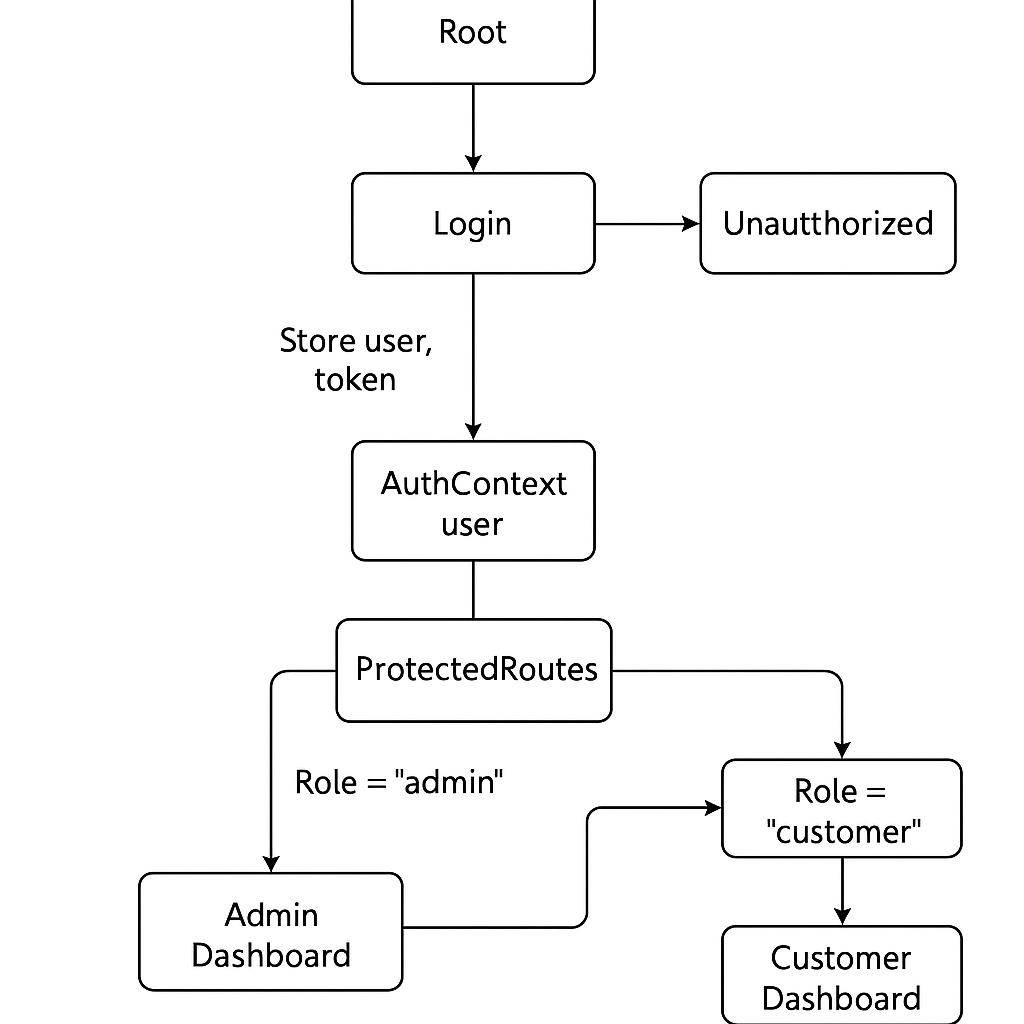 Root
Login
Unautthorized
Store user,
token
AuthContext
user
ProtectedRoutes
Role = "admin"
Role =
"customer"
Admin
Dashboard
Customer
Dashboard